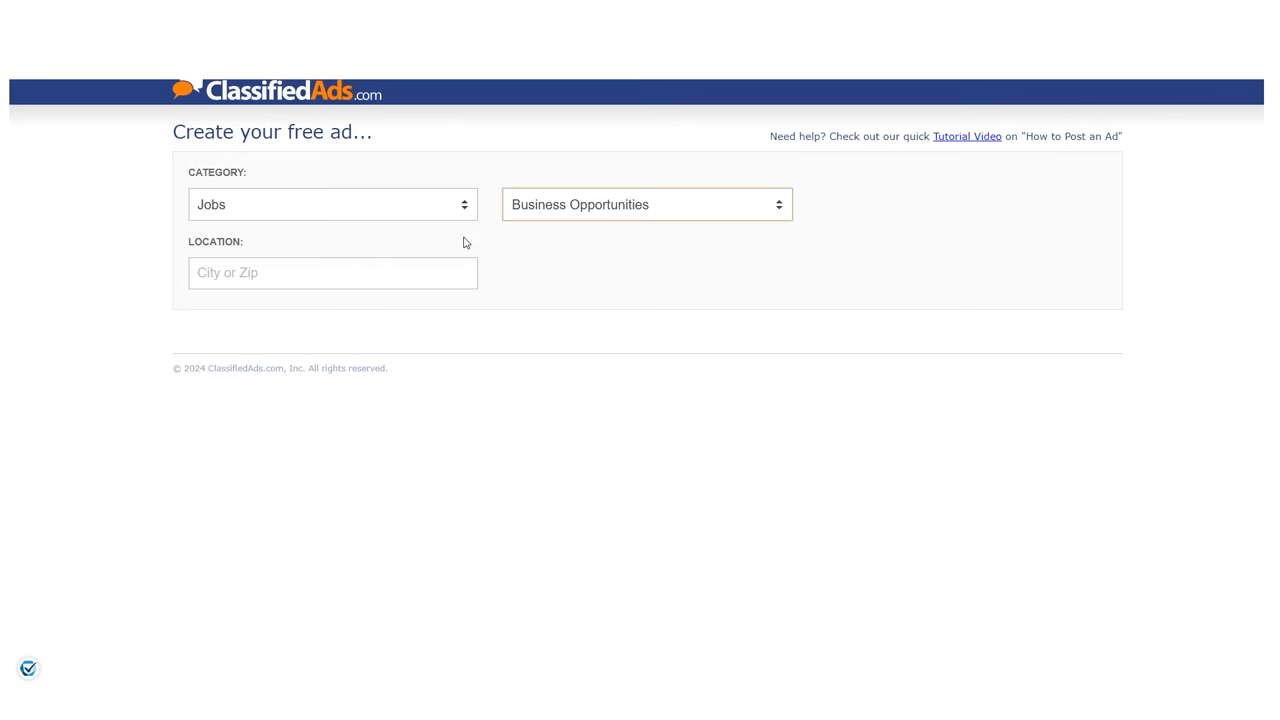 ClassifiedAds.com
Create your free ad...
Need help? Check out our quick Tutorial Video on "How to Post an Ad"
CATEGORY:
Jobs
Business Opportunities
LOCATION:
City or Zip
© 2024 ClassifiedAds.com, Inc. All rights reserved.